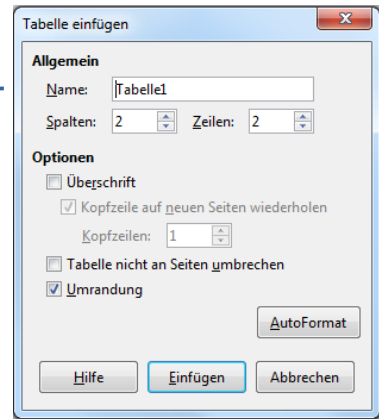 Tabelle einfügen
Allgemein
Name: Tabelle1
Spalten: 2 Zeilen: 2
Optionen
Überschrift
Kopfzeile auf neuen Seiten wiederholen
Kopfzeilen: 1
Tabelle nicht an Seiten umbrechen
Umrandung
AutoFormat
Hilfe Einfügen Abbrechen